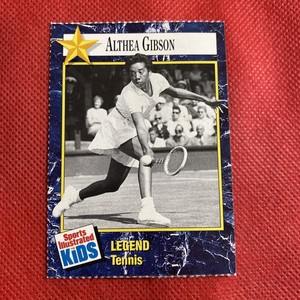 ALTHEA GIBSON
Sports
Illustrated
KIDS
LEGEND
Tennis